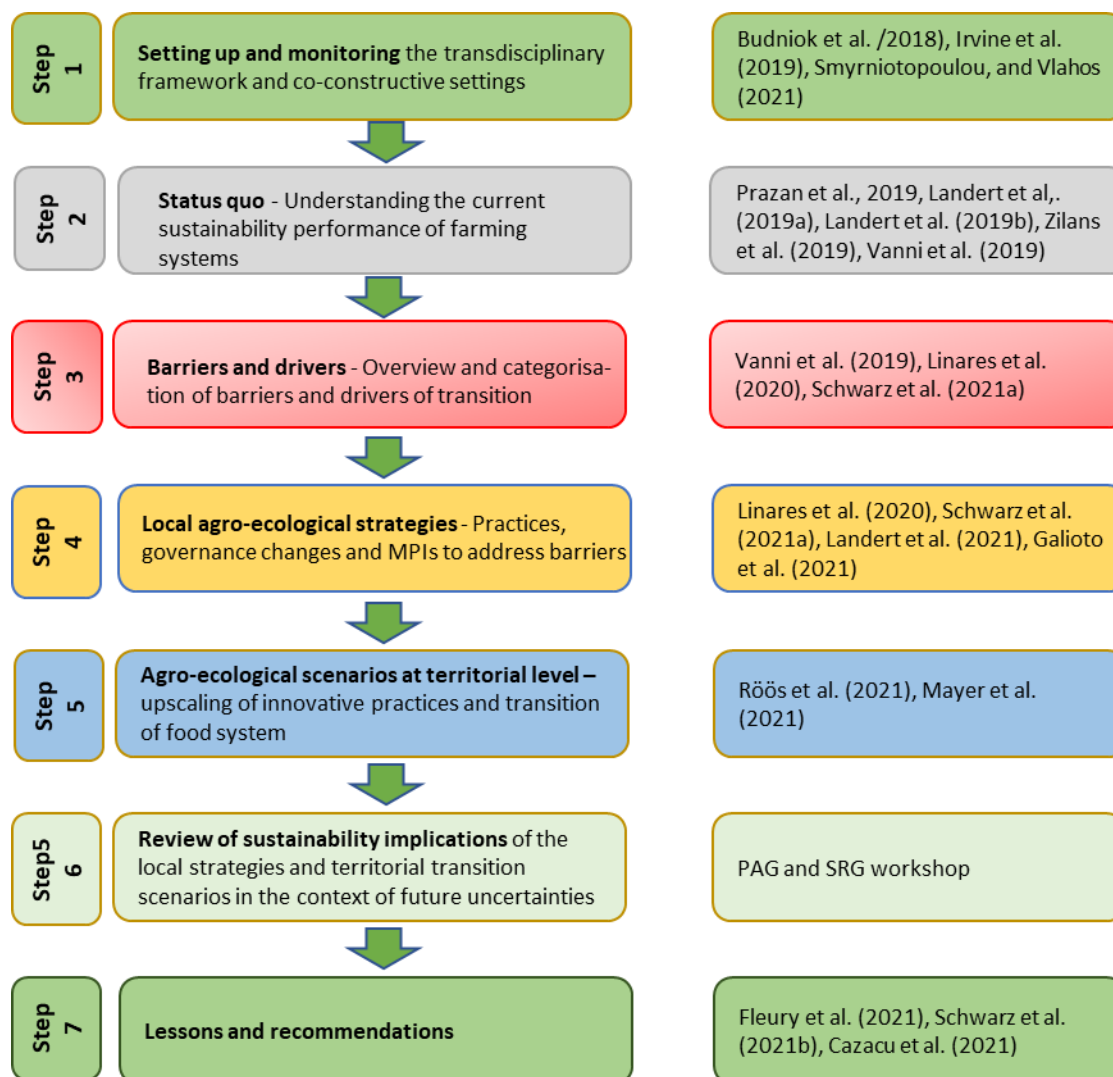 Step
1
Setting up and monitoring the transdisciplinary
framework and co-constructive settings
Budniok et al. /2018), Irvine et al.
(2019), Smyrniotopoulou, and Vlahos
(2021)
Step
2
Status quo - Understanding the current
sustainability performance of farming
systems
Prazan et al., 2019, Landert et al,.
(2019a), Landert et al. (2019b), Zilans
et al. (2019), Vanni et al. (2019)
Step
3
Barriers and drivers - Overview and categorisa-
tion of barriers and drivers of transition
Vanni et al. (2019), Linares et al.
(2020), Schwarz et al. (2021a)
Step
4
Local agro-ecological strategies - Practices,
governance changes and MPIs to address barriers
Linares et al. (2020), Schwarz et al.
(2021a), Landert et al. (2021), Galioto
et al. (2021)
Step
5
Agro-ecological scenarios at territorial level –
upscaling of innovative practices and transition
of food system
Röös et al. (2021), Mayer et al.
(2021)
Step5
6
Review of sustainability implications of the
local strategies and territorial transition
scenarios in the context of future uncertainties
PAG and SRG workshop
Step
7
Lessons and recommendations
Fleury et al. (2021), Schwarz et al.
(2021b), Cazacu et al. (2021)